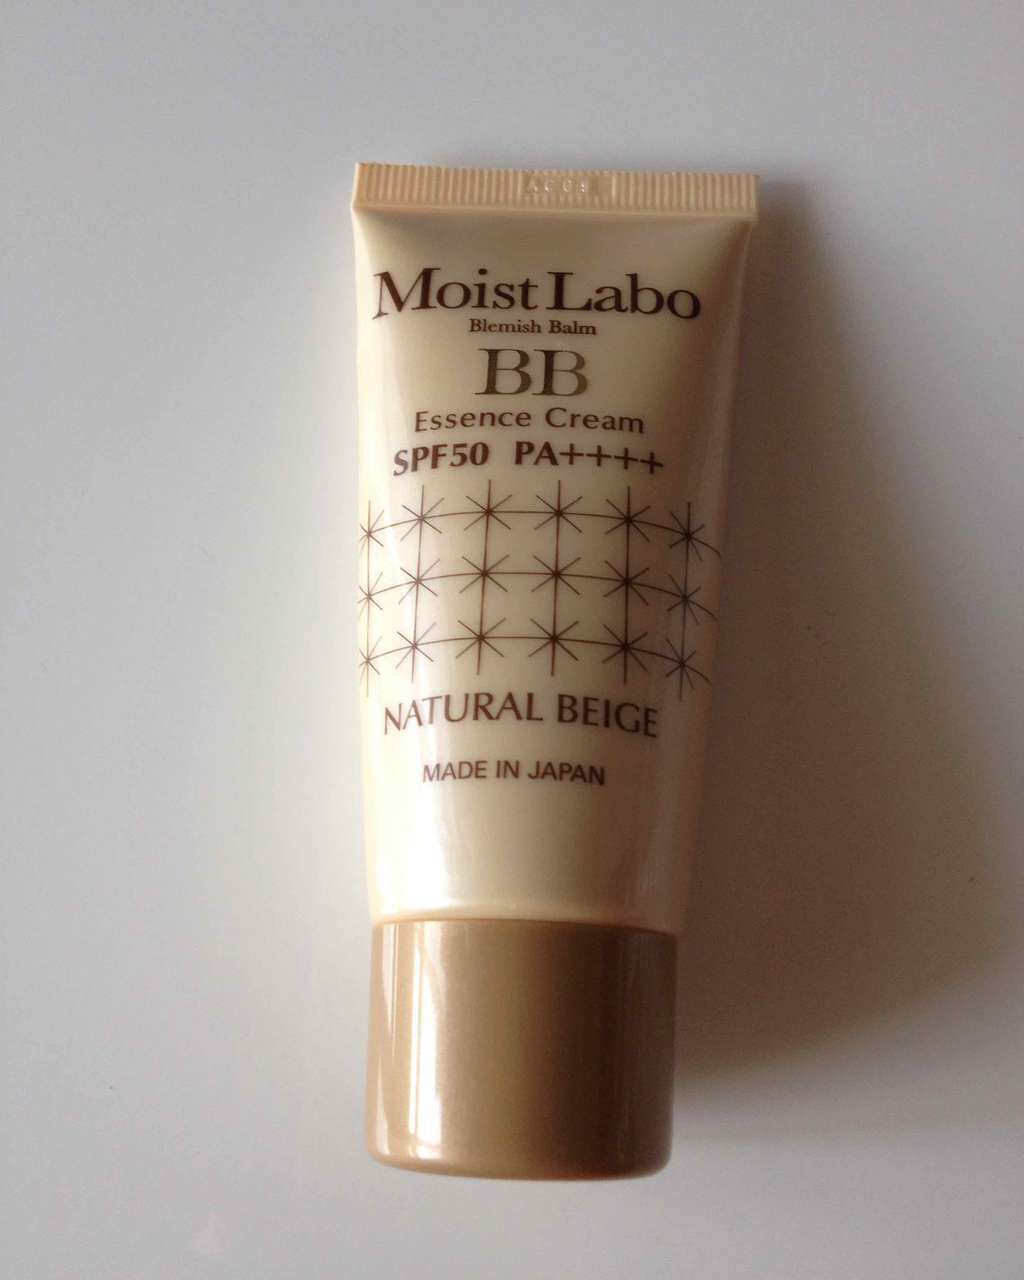 Moist Labo
Blemish Balm
BB
Essence Cream
SPF50 PA++++
NATURAL BEIGE
MADE IN JAPAN